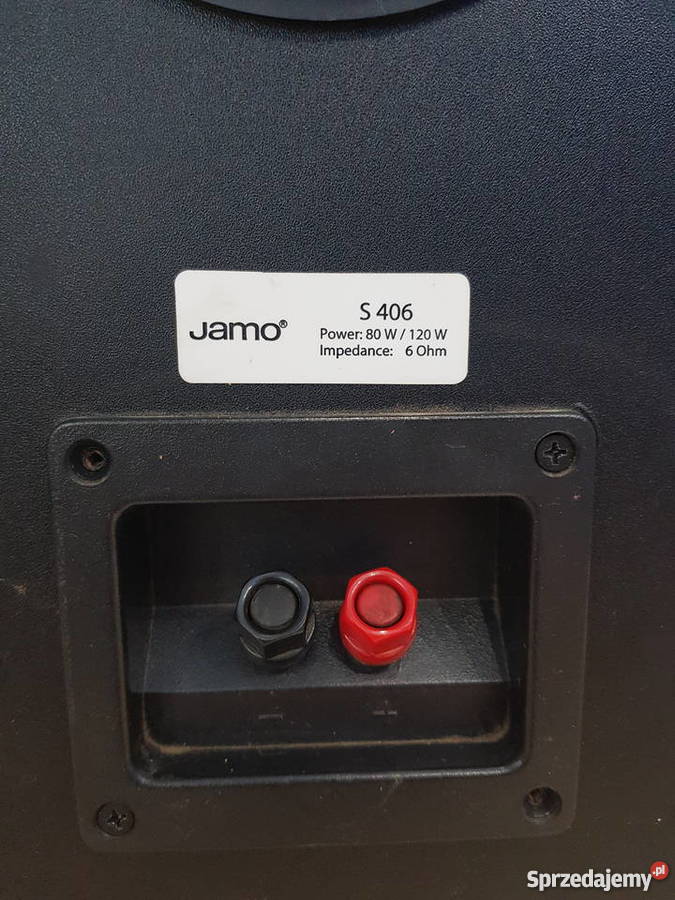 Jamo®
S 406
Power: 80 W / 120 W
Impedance: 6 Ohm
− +
Sprzedajemy.pl